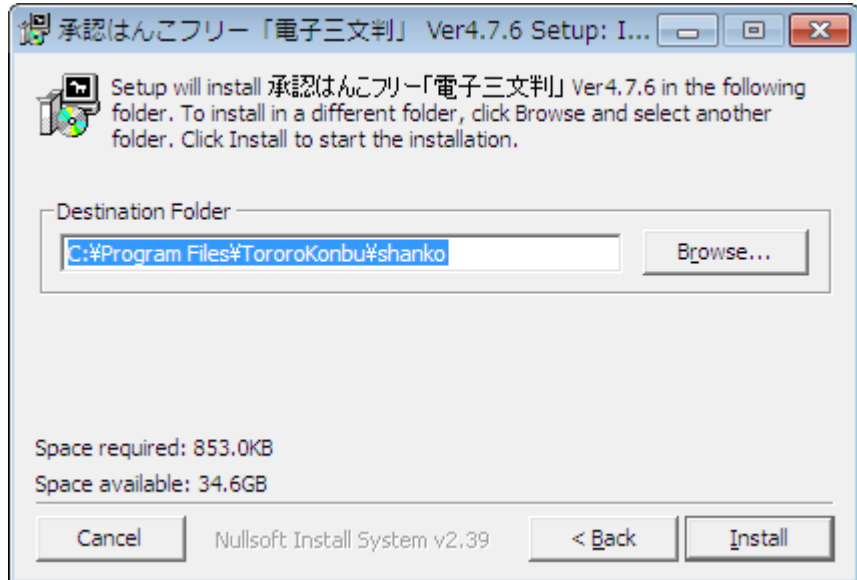 承認はんこフリー「電子三文判」 Ver4.7.6 Setup: I...
Setup will install 承認はんこフリー「電子三文判」 Ver4.7.6 in the following
folder. To install in a different folder, click Browse and select another
folder. Click Install to start the installation.
Destination Folder
C:¥Program Files¥TororoKonbu¥shanko
Browse...
Space required: 853.0KB
Space available: 34.6GB
Cancel
Nullsoft Install System v2.39
< Back
Install